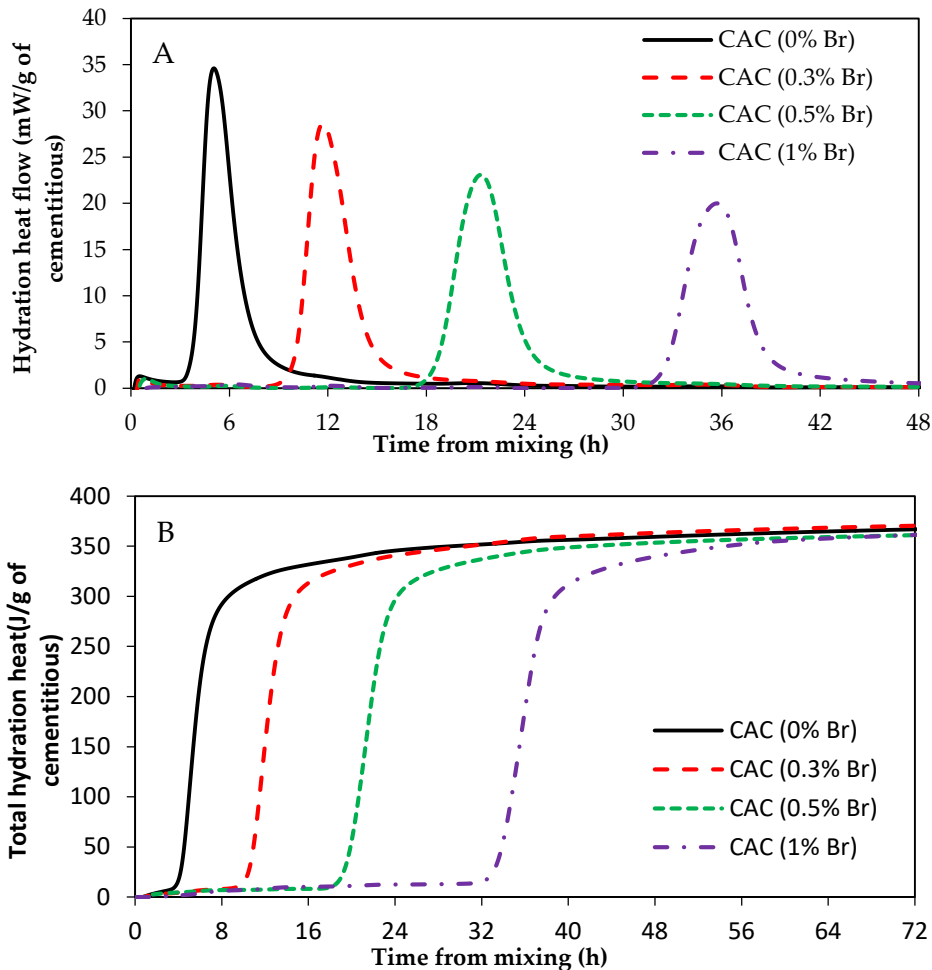 A
Hydration heat flow (mW/g of
cementitious)
40
35
30
25
20
15
10
5
0
CAC (0% Br)
CAC (0.3% Br)
CAC (0.5% Br)
CAC (1% Br)
0 6 12 18 24 30 36 42 48
Time from mixing (h)
B
Total hydration heat(J/g of
cementitious)
400
350
300
250
200
150
100
50
0
CAC (0% Br)
CAC (0.3% Br)
CAC (0.5% Br)
CAC (1% Br)
0 8 16 24 32 40 48 56 64 72
Time from mixing (h)